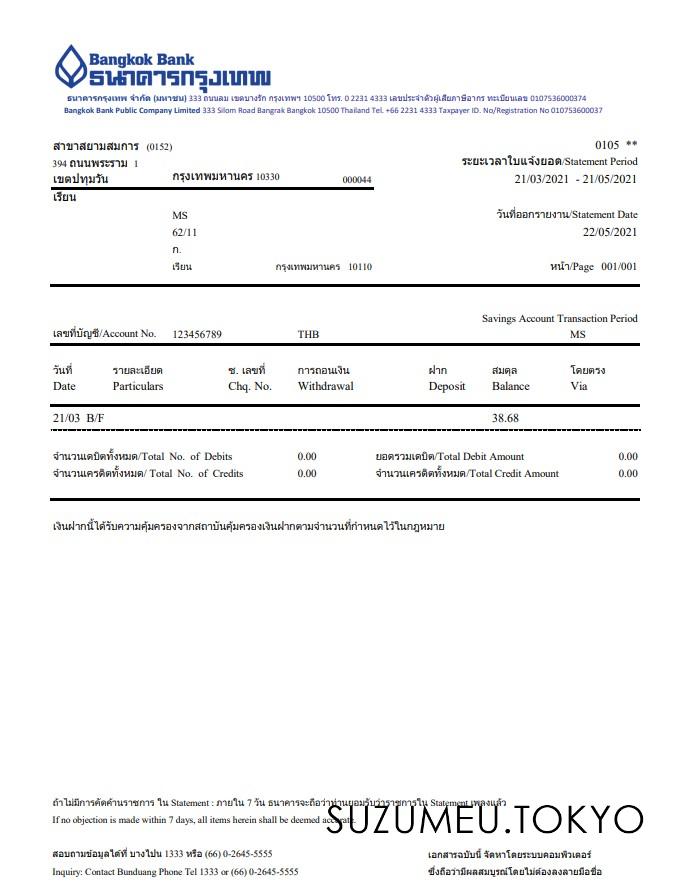 Bangkok Bank
ธนาคารกรุงเทพ
ธนาคารกรุงเทพ จำกัด (มหาชน) 333 ถนนสีลม เขตบางรัก กรุงเทพฯ 10500 โทร. 0 2231 4333 เลขประจำตัวผู้เสียภาษีอากร ทะเบียนเลข 0107536000374
Bangkok Bank Public Company Limited 333 Silom Road Bangrak Bangkok 10500 Thailand Tel. +66 2231 4333 Taxpayer ID. No/Registration No 01075360００37
สาขาสยามสมการ (0152)
0105 **
394 ถนนพระราม 1
ระยะเวลาใบแจ้งยอด/Statement Period
เขตปทุมวัน กรุงเทพมหานคร 10330 000044
21/03/2021 - 21/05/2021
เรียน
MS
วันที่ออกรายงาน/Statement Date
62/11
22/05/2021
ก.
เรียน กรุงเทพมหานคร 10110
หน้า/Page 001/001
Savings Account Transaction Period
เลขที่บัญชี/Account No. 123456789 THB MS
วันที่ รายละเอียด ช. เลขที่ การถอนเงิน ฝาก สมดุล โดยตรง
Date Particulars Chq. No. Withdrawal Deposit Balance Via
21/03 B/F 38.68
จำนวนเดบิตทั้งหมด/Total No. of Debits 0.00 ยอดรวมเดบิต/Total Debit Amount 0.00
จำนวนเครดิตทั้งหมด/ Total No. of Credits 0.00 จำนวนเครดิตทั้งหมด/Total Credit Amount 0.00
เงินฝากนี้ได้รับความคุ้มครองจากสถาบันคุ้มครองเงินฝากตามจำนวนที่กำหนดไว้ในกฎหมาย
ถ้าไม่มีการคัดค้านราชการ ใน Statement : ภายใน 7 วัน ธนาคารจะถือว่าท่านยอมรับว่าราชการใน Statement เพลงแล้ว
If no objection is made within 7 days, all items herein shall be deemed accurate.
SUZUMEU.TOKYO
สอบถามข้อมูลได้ที่ บางโปน 1333 หรือ (66) 0-2645-5555
เอกสารฉบับนี้ จัดหาโดยระบบคอมพิวเตอร์
Inquiry: Contact Bunduang Phone Tel 1333 or (66) 0-2645-5555
ซึ่งถือว่ามีผลสมบูรณ์โดยไม่ต้องลงลายมือชื่อ